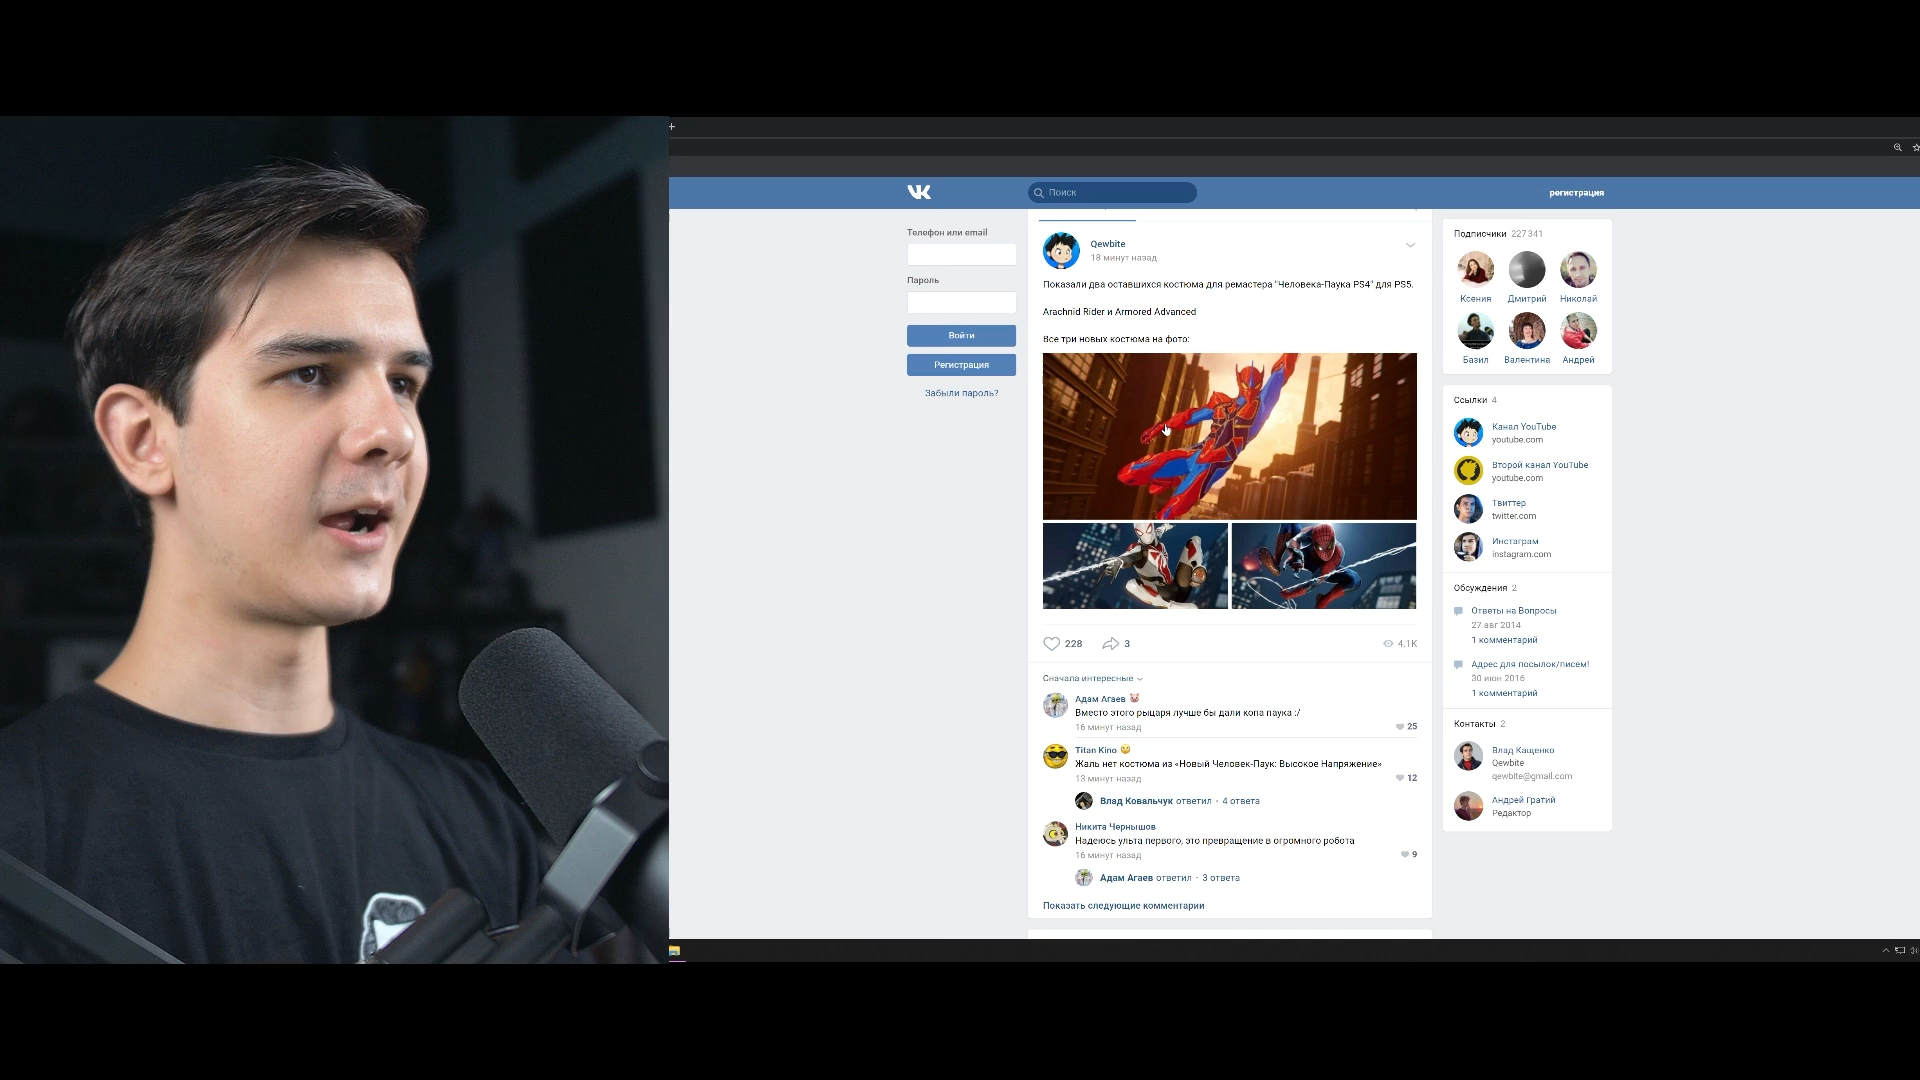 VK
Поиск
регистрация
Телефон или email
Пароль
Войти
Регистрация
Забыли пароль?
Qewbite
18 минут назад
Показали два оставшихся костюма для ремастера "Человека-Паука PS4" для PS5.
Arachnid Rider и Armored Advanced
Все три новых костюма на фото:
228
3
4.1K
Сначала интересные
Адам Агаев
Вместо этого рыцаря лучше бы дали копа паука :/
16 минут назад
25
Titan Kino
Жаль нет костюма из «Новый Человек-Паук: Высокое Напряжение»
13 минут назад
12
Влад Ковальчук ответил · 4 ответа
Никита Чернышов
Надеюсь ульта первого, это превращение в огромного робота
16 минут назад
9
Адам Агаев ответил · 3 ответа
Показать следующие комментарии
Подписчики 227 341
Ксения Дмитрий Николай
Базил Валентина Андрей
Ссылки 4
Канал YouTube
youtube.com
Второй канал YouTube
youtube.com
Твиттер
twitter.com
Инстаграм
instagram.com
Обсуждения 2
Ответы на Вопросы
27 авг 2014
1 комментарий
Адрес для посылок/писем!
30 июн 2016
1 комментарий
Контакты 2
Влад Кащенко
Qewbite
qewbite@gmail.com
Андрей Гратий
Редактор